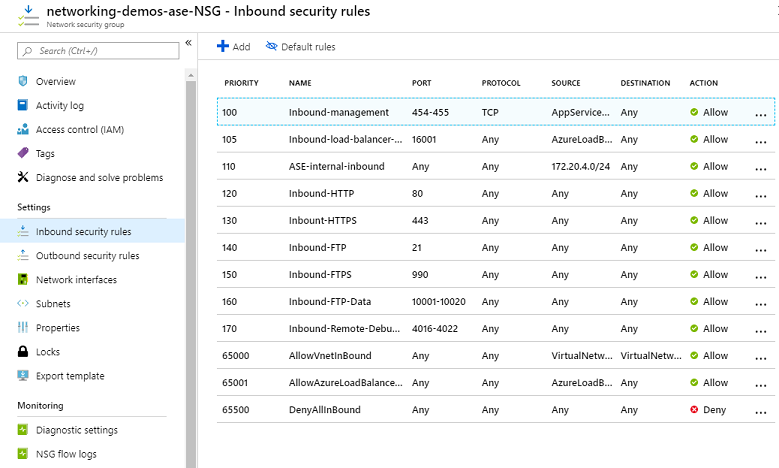 networking-demos-ase-NSG - Inbound security rules
Network security group
Search (Ctrl+/)
«
Overview
Activity log
Access control (IAM)
Tags
Diagnose and solve problems
Settings
Inbound security rules
Outbound security rules
Network interfaces
Subnets
Properties
Locks
Export template
Monitoring
Diagnostic settings
NSG flow logs
Add Default rules
PRIORITY NAME PORT PROTOCOL SOURCE DESTINATION ACTION
100 Inbound-management 454-455 TCP AppService... Any Allow ...
105 Inbound-load-balancer-... 16001 Any AzureLoadB... Any Allow ...
110 ASE-internal-inbound Any Any 172.20.4.0/24 Any Allow ...
120 Inbound-HTTP 80 Any Any Any Allow ...
130 Inbount-HTTPS 443 Any Any Any Allow ...
140 Inbound-FTP 21 Any Any Any Allow ...
150 Inbound-FTPS 990 Any Any Any Allow ...
160 Inbound-FTP-Data 10001-10020 Any Any Any Allow ...
170 Inbound-Remote-Debu... 4016-4022 Any Any Any Allow ...
65000 AllowVnetInBound Any Any VirtualNetw... VirtualNetw... Allow ...
65001 AllowAzureLoadBalance... Any Any AzureLoadB... Any Allow ...
65500 DenyAllInBound Any Any Any Any Deny ...